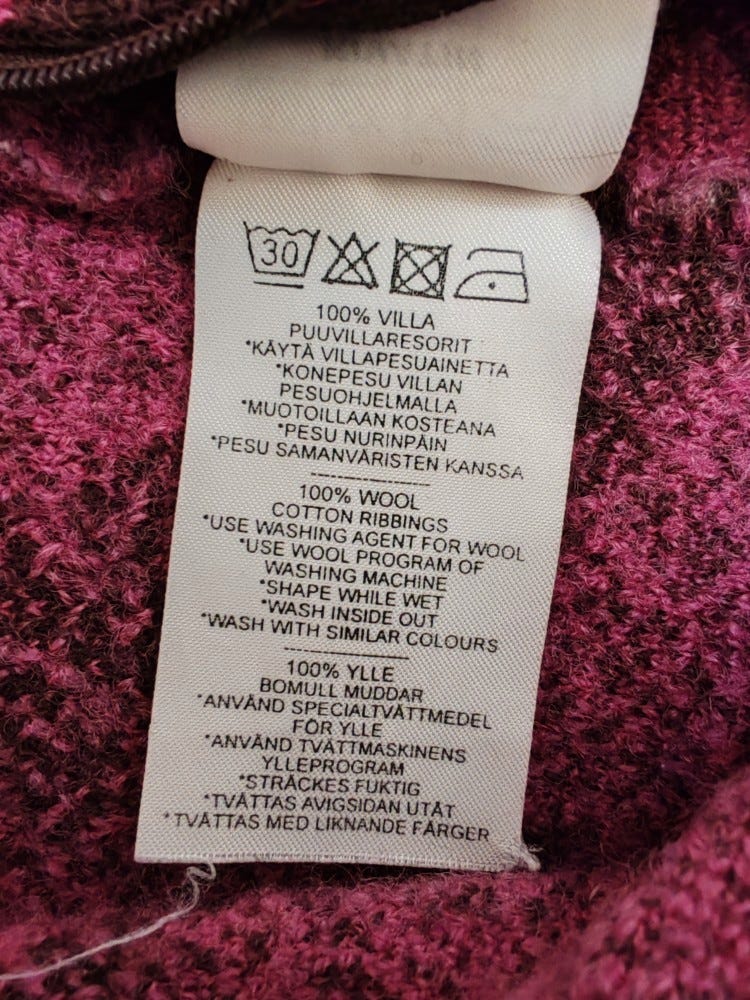 30
100% VILLA
PUUVILLARESORIT
*KÄYTÄ VILLAPESUAINETTA
*KONEPESU VILLAN
PESUOHJELMALLA
*MUOTOILLAAN KOSTEANA
*PESU NURINPÄIN
*PESU SAMANVÄRISTEN KANSSA
100% WOOL
COTTON RIBBINGS
*USE WASHING AGENT FOR WOOL
*USE WOOL PROGRAM OF
WASHING MACHINE
*SHAPE WHILE WET
*WASH INSIDE OUT
*WASH WITH SIMILAR COLOURS
100% YLLE
BOMULL MUDDAR
*ANVÄND SPECIALTVÄTTMEDEL
FÖR YLLE
*ANVÄND TVÄTTMASKINENS
YLLEPROGRAM
*STRÄCKES FUKTIG
*TVÄTTAS AVIGSIDAN UTÅT
*TVÄTTAS MED LIKNANDE FÄRGER